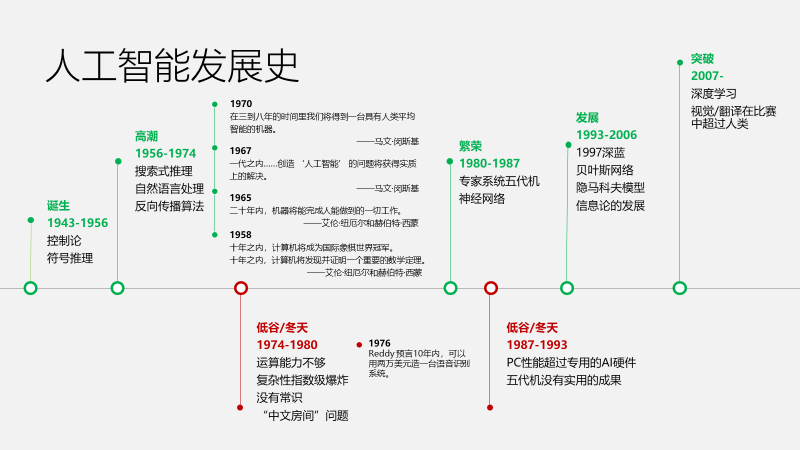 人工智能发展史
诞生
1943-1956
控制论
符号推理
高潮
1956-1974
搜索式推理
自然语言处理
反向传播算法
1970
在三到八年的时间里我们将得到一台具有人类平均
智能的机器。
——马文·闵斯基
1967
一代之内……创造 ‘人工智能’ 的问题将获得实质
上的解决。
——马文·闵斯基
1965
二十年内，机器将能完成人能做到的一切工作。
——艾伦·纽厄尔和赫伯特·西蒙
1958
十年之内，计算机将成为国际象棋世界冠军。
十年之内，计算机将发现并证明一个重要的数学定理。
——艾伦·纽厄尔和赫伯特·西蒙
低谷/冬天
1974-1980
运算能力不够
复杂性指数级爆炸
没有常识
“中文房间”问题
1976
Reddy 预言10年内，可以
用两万美元造一台语音识别
系统。
繁荣
1980-1987
专家系统五代机
神经网络
低谷/冬天
1987-1993
PC性能超过专用的AI硬件
五代机没有实用的成果
发展
1993-2006
1997深蓝
贝叶斯网络
隐马科夫模型
信息论的发展
突破
2007-
深度学习
视觉/翻译在比赛
中超过人类